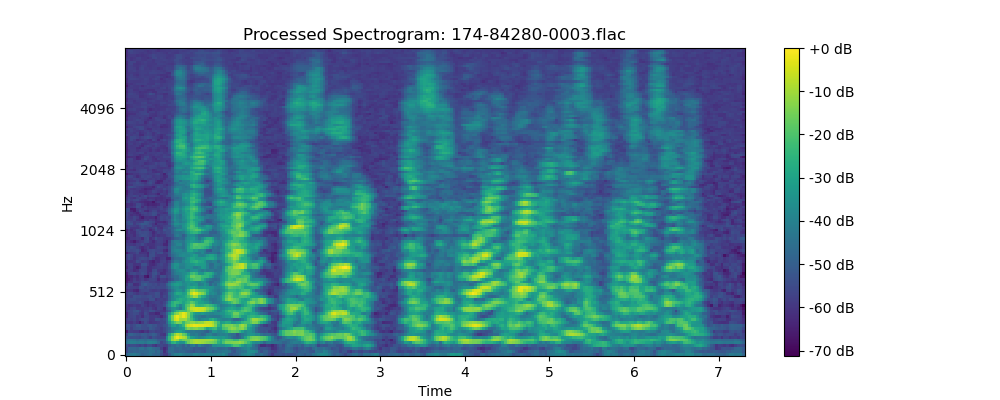 Processed Spectrogram: 174-84280-0003.flac
Hz
4096
2048
1024
512
0
0 1 2 3 4 5 6 7
Time
+0 dB
-10 dB
-20 dB
-30 dB
-40 dB
-50 dB
-60 dB
-70 dB